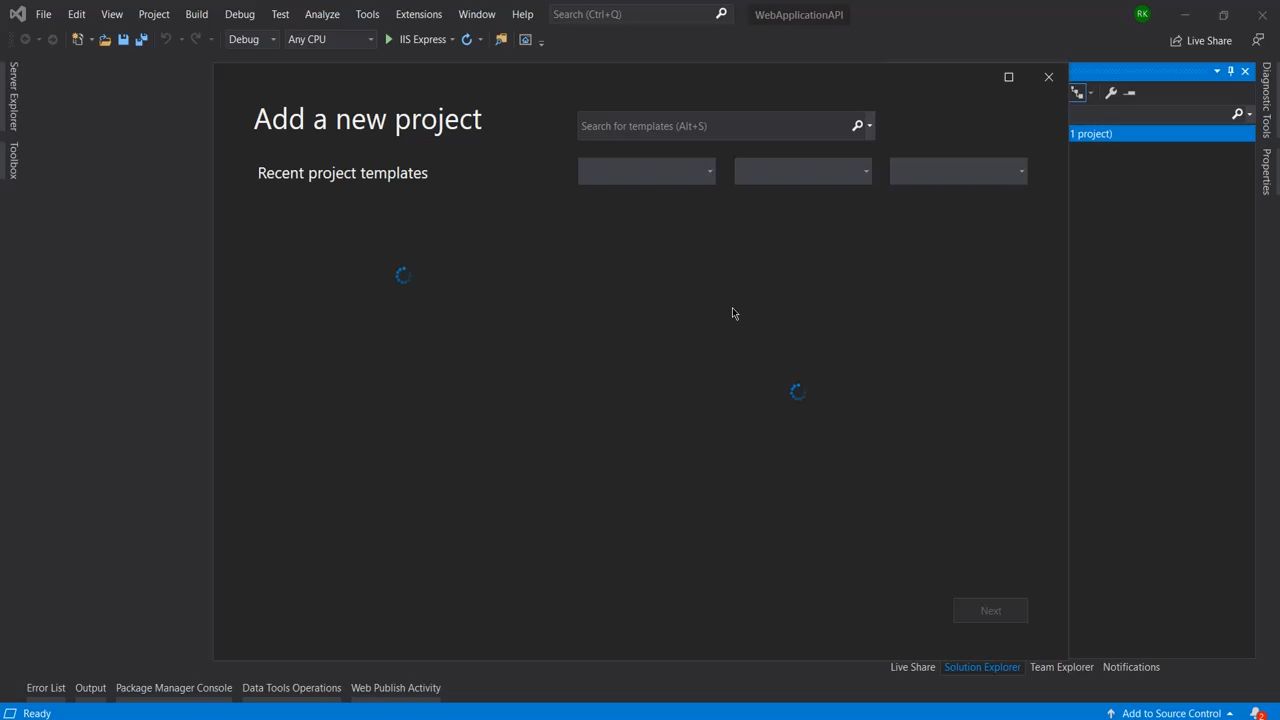 File Edit View Project Build Debug Test Analyze Tools Extensions Window Help Search (Ctrl+Q) WebApplicationAPI RK
Debug Any CPU IIS Express Live Share
Server Explorer
Toolbox
Add a new project
Search for templates (Alt+S)
Recent project templates
Next
1 project)
Diagnostic Tools
Properties
Live Share Solution Explorer Team Explorer Notifications
Error List Output Package Manager Console Data Tools Operations Web Publish Activity
Ready Add to Source Control 2